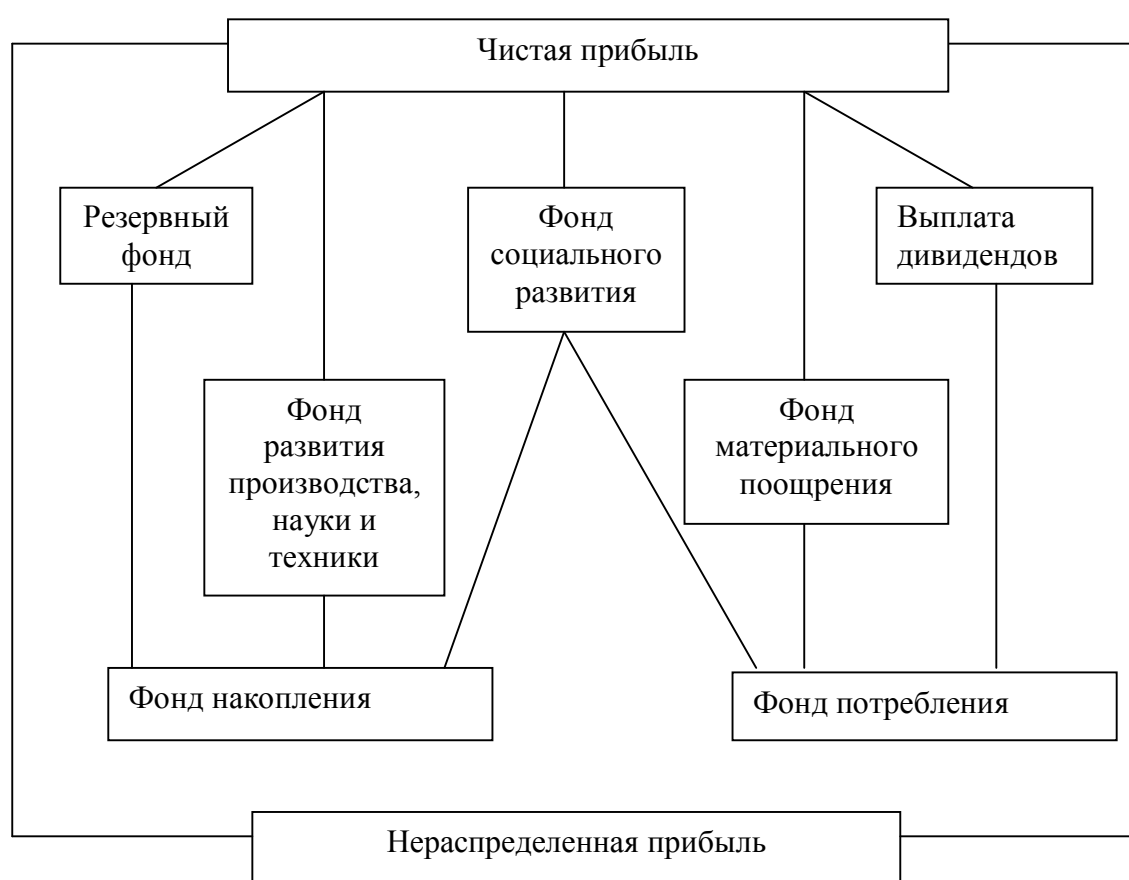 Чистая прибыль
Резервный
фонд
Фонд
социального
развития
Выплата
дивидендов
Фонд
развития
производства,
науки и
техники
Фонд
материального
поощрения
Фонд накопления
Фонд потребления
Нераспределенная прибыль